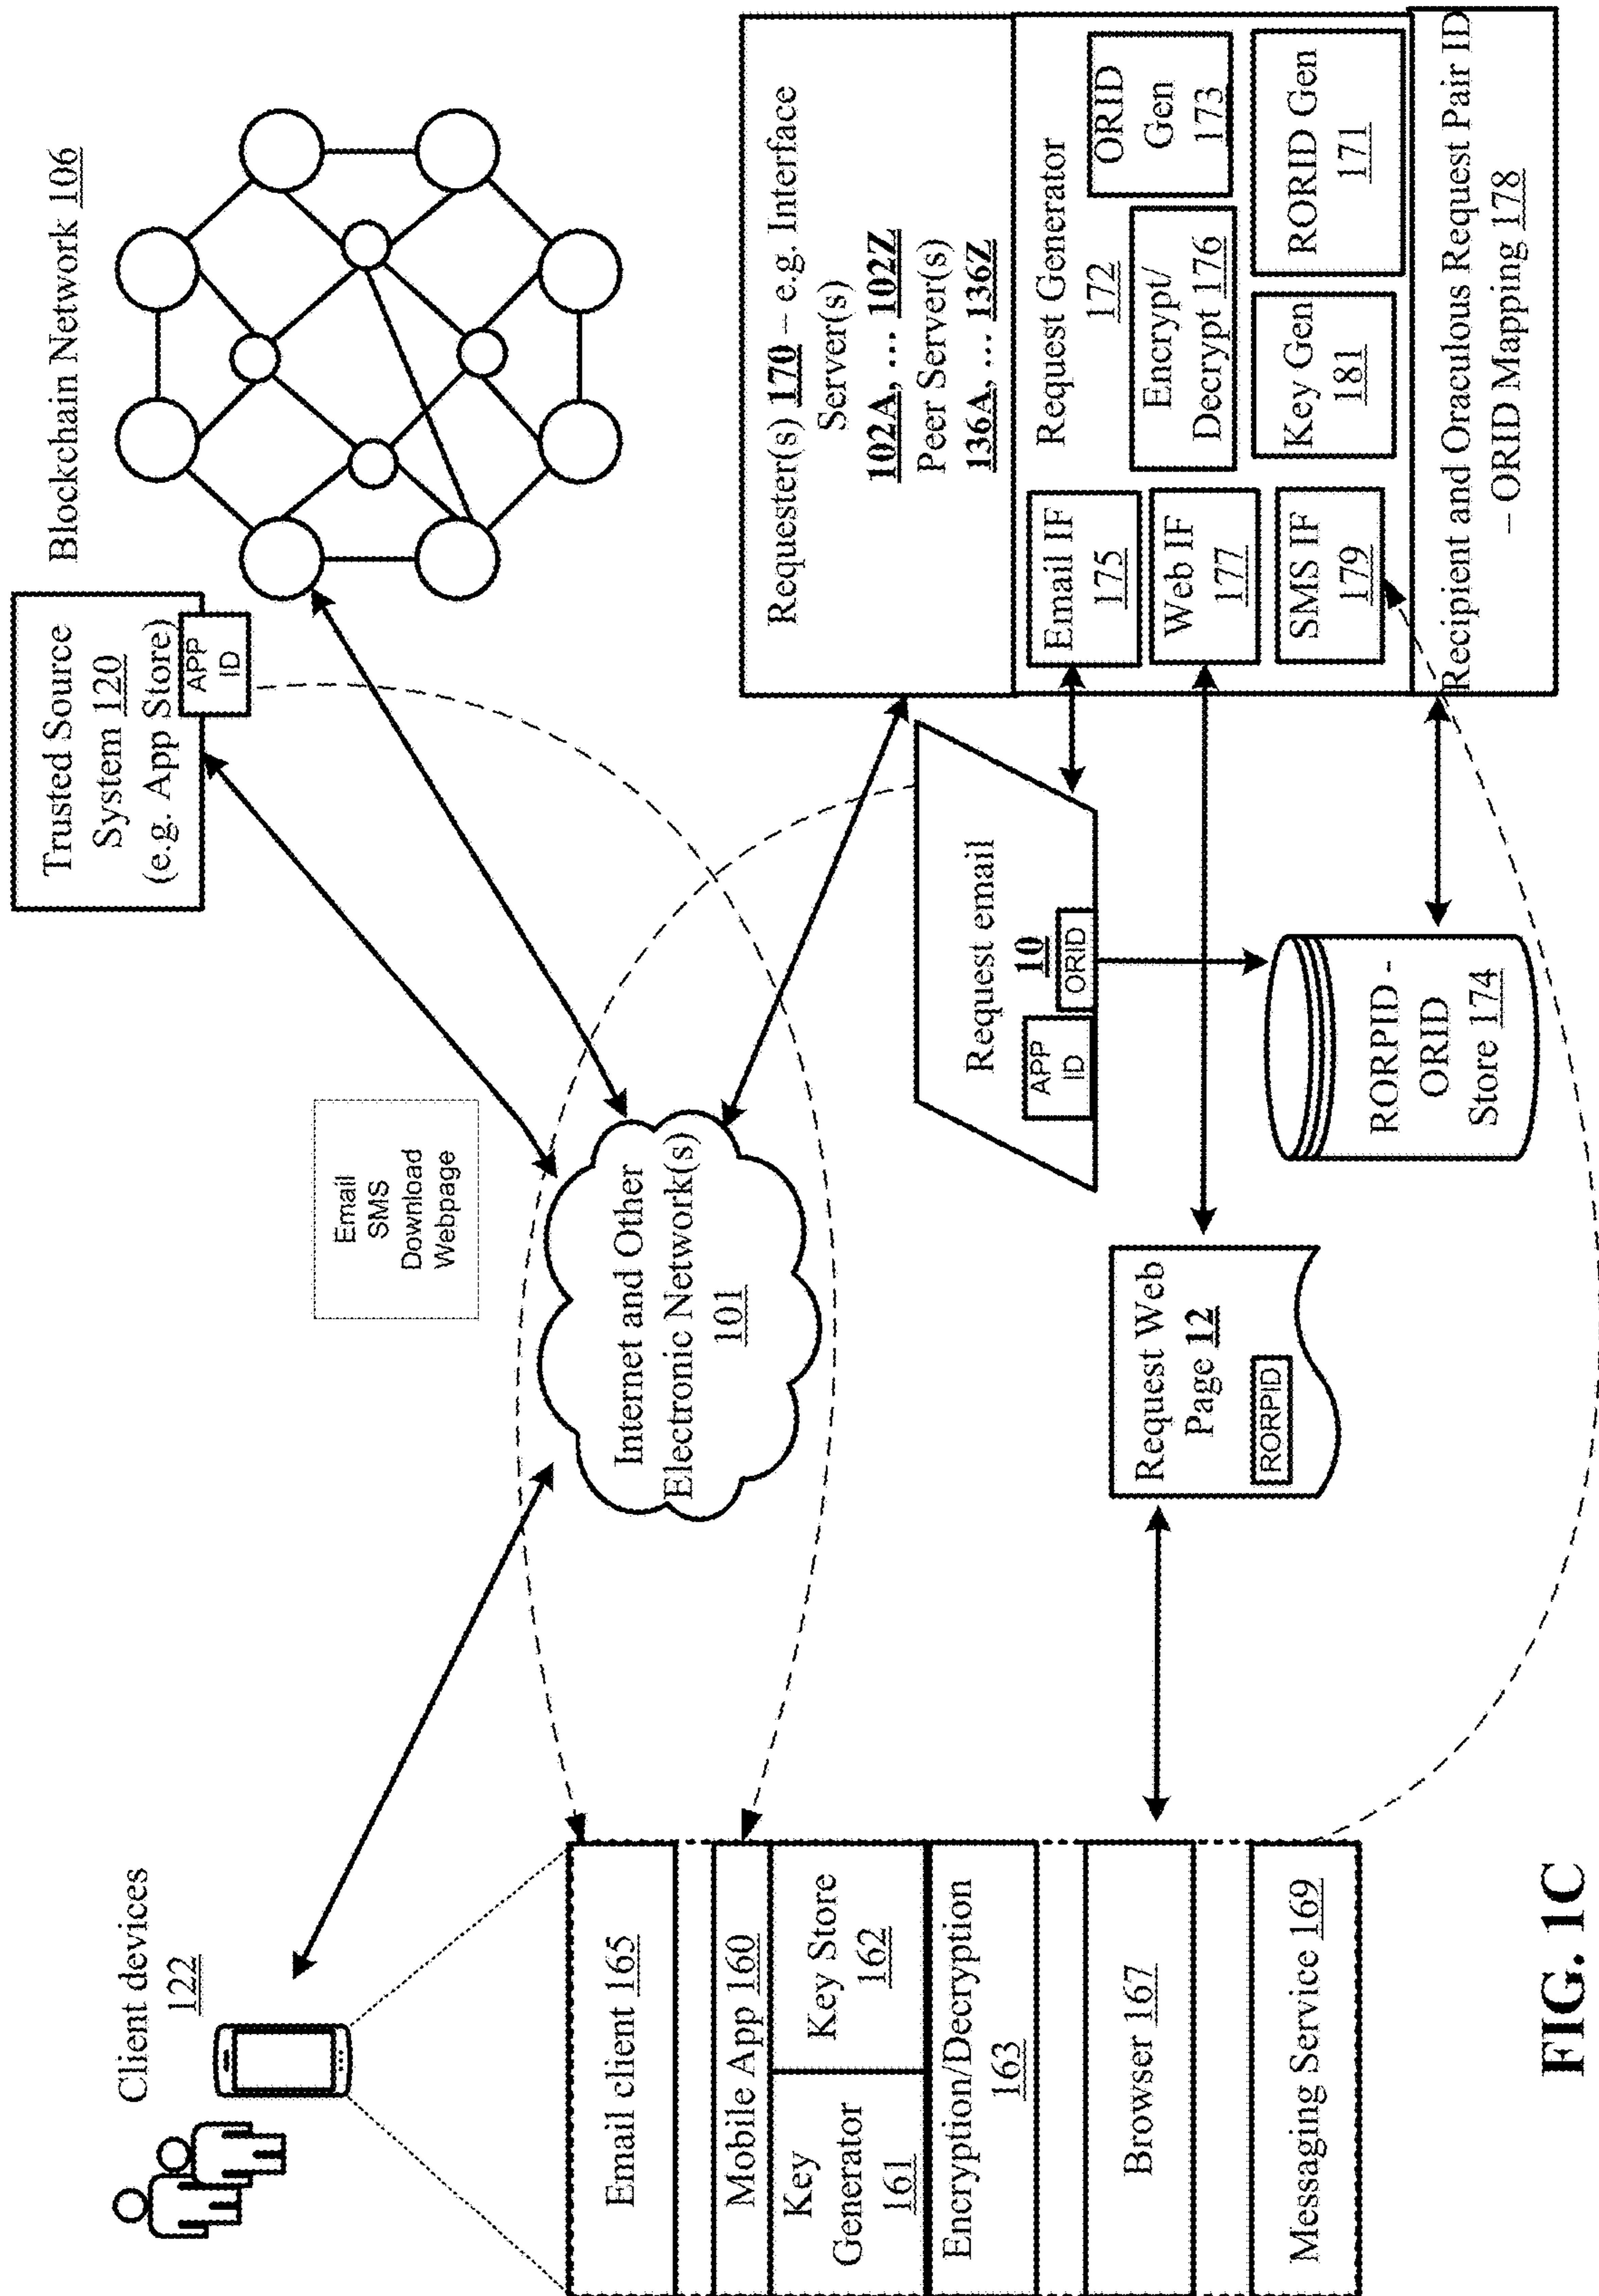 Client devices
122
Email client 165
Mobile App 160
Key
Generator
161
Key Store
162
Encryption/Decryption
163
Browser 167
Messaging Service 169
Email
SMS
Download
Webpage
Internet and Other
Electronic Network(s)
101
Trusted Source
System 120
(e.g. App Store)
APP
ID
Blockchain Network 106
Request Web
Page 12
RORPID
Request email
10
APP
ID
ORID
RORPID -
ORID
Store 174
Requester(s) 170 – e.g. Interface
Server(s)
102A, ... 102Z
Peer Server(s)
136A, ... 136Z
Request Generator
172
Email IF
175
Web IF
177
SMS IF
179
Encrypt/
Decrypt 176
ORID
Gen
173
Key Gen
181
RORID Gen
171
Recipient and Oraculous Request Pair ID
– ORID Mapping 178
FIG. 1C